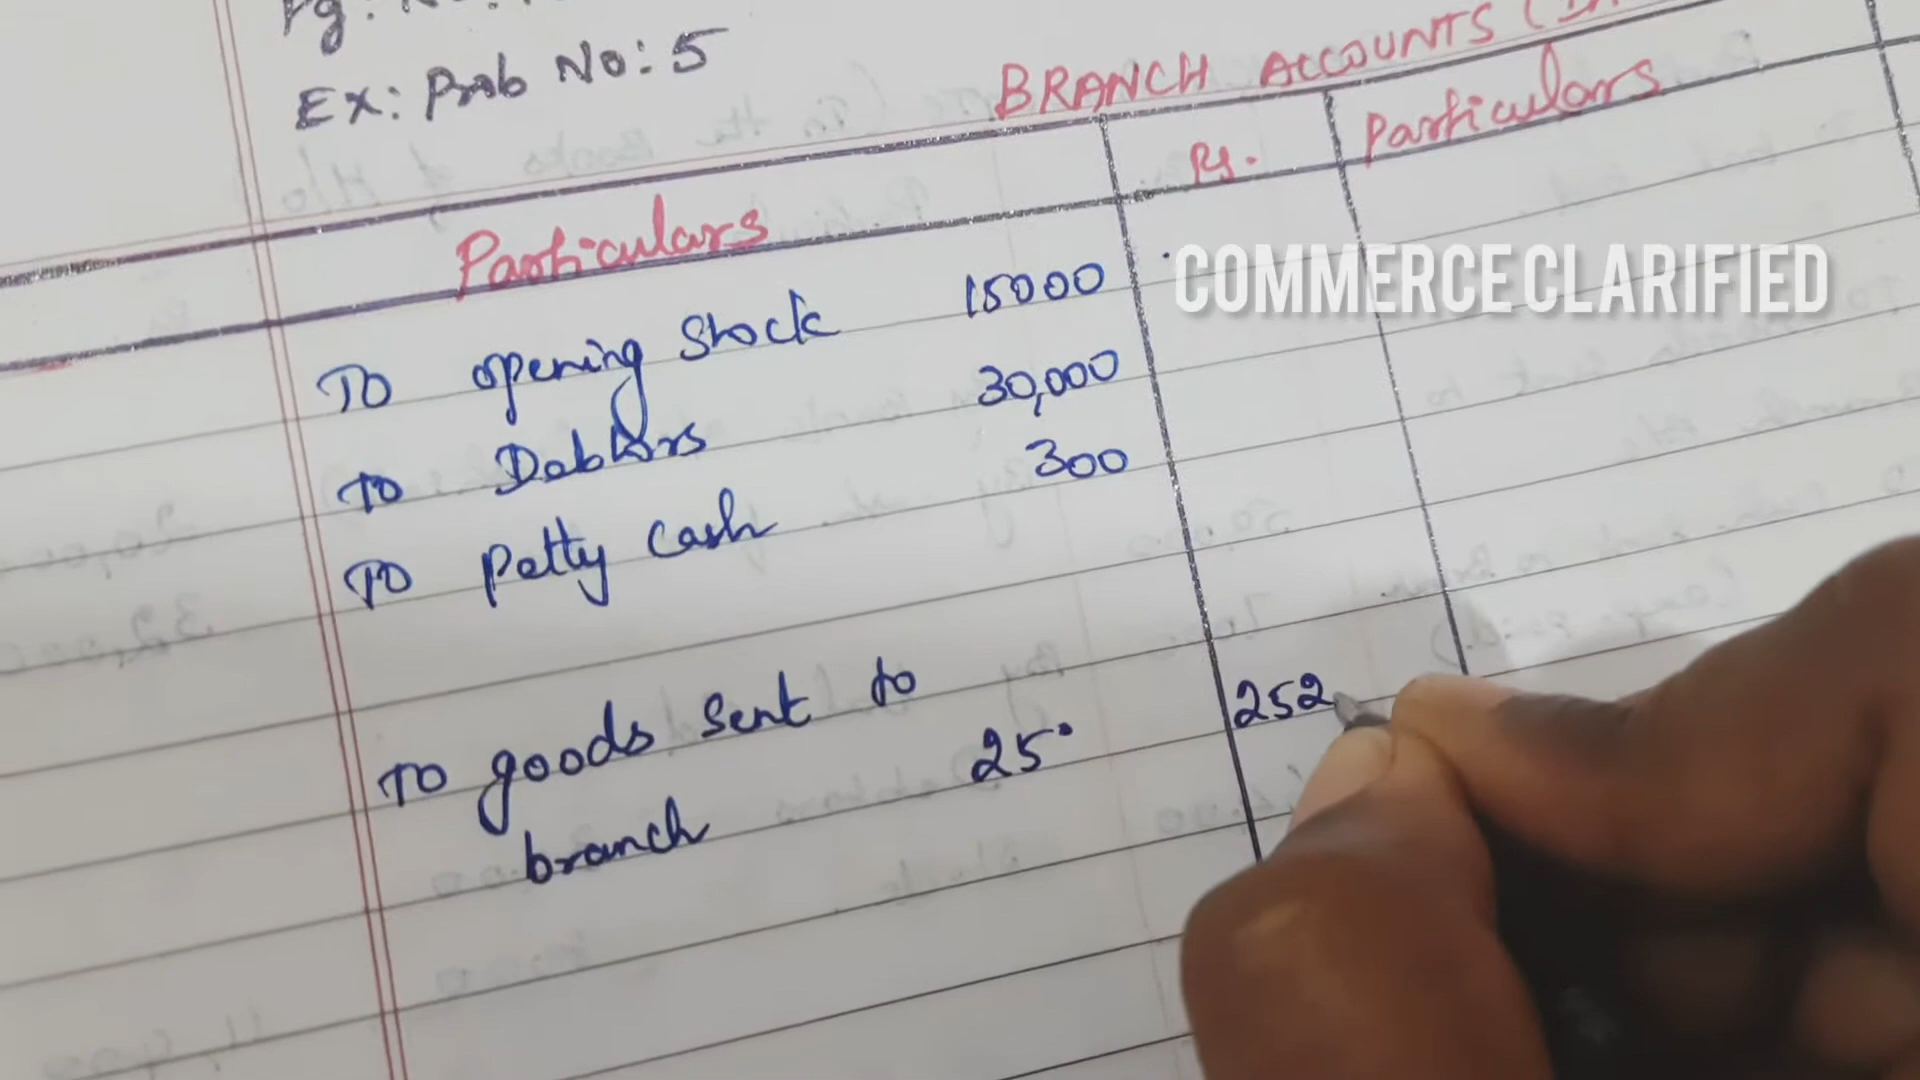 Ex: Prob No: 5
BRANCH ACCOUNTS
Particulars Rs. Particulars
COMMERCE CLARIFIED
To opening Stock 15000
To Debtors 30,000
To Petty cash 300
To goods sent to 252
branch 25